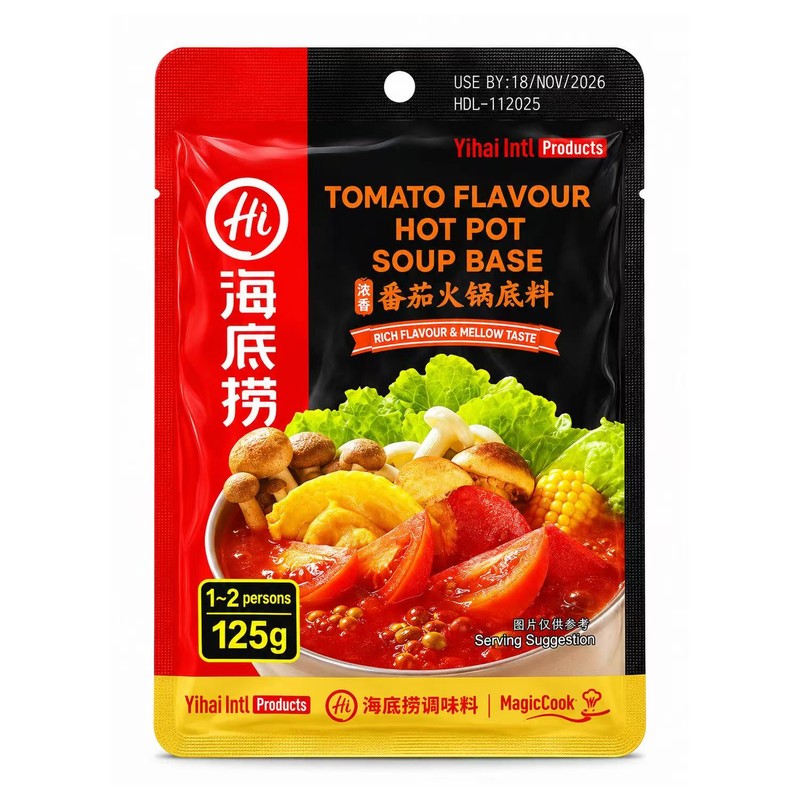 USE BY:18/NOV/2026
HDL-112025
Yihai Intl Products
Hi
海底捞
TOMATO FLAVOUR
HOT POT
SOUP BASE
浓香
番茄火锅底料
RICH FLAVOUR & MELLOW TASTE
1~2 persons
125g
图片仅供参考
Serving Suggestion
Yihai Intl Products
Hi 海底捞调味料 | MagicCook